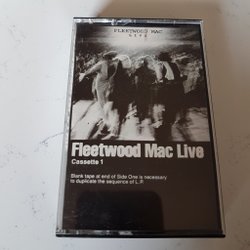 FLEETWOOD MAC
LIVE
Fleetwood Mac Live
Cassette 1
Blank tape at end of Side One is necessary
to duplicate the sequence of L.P.